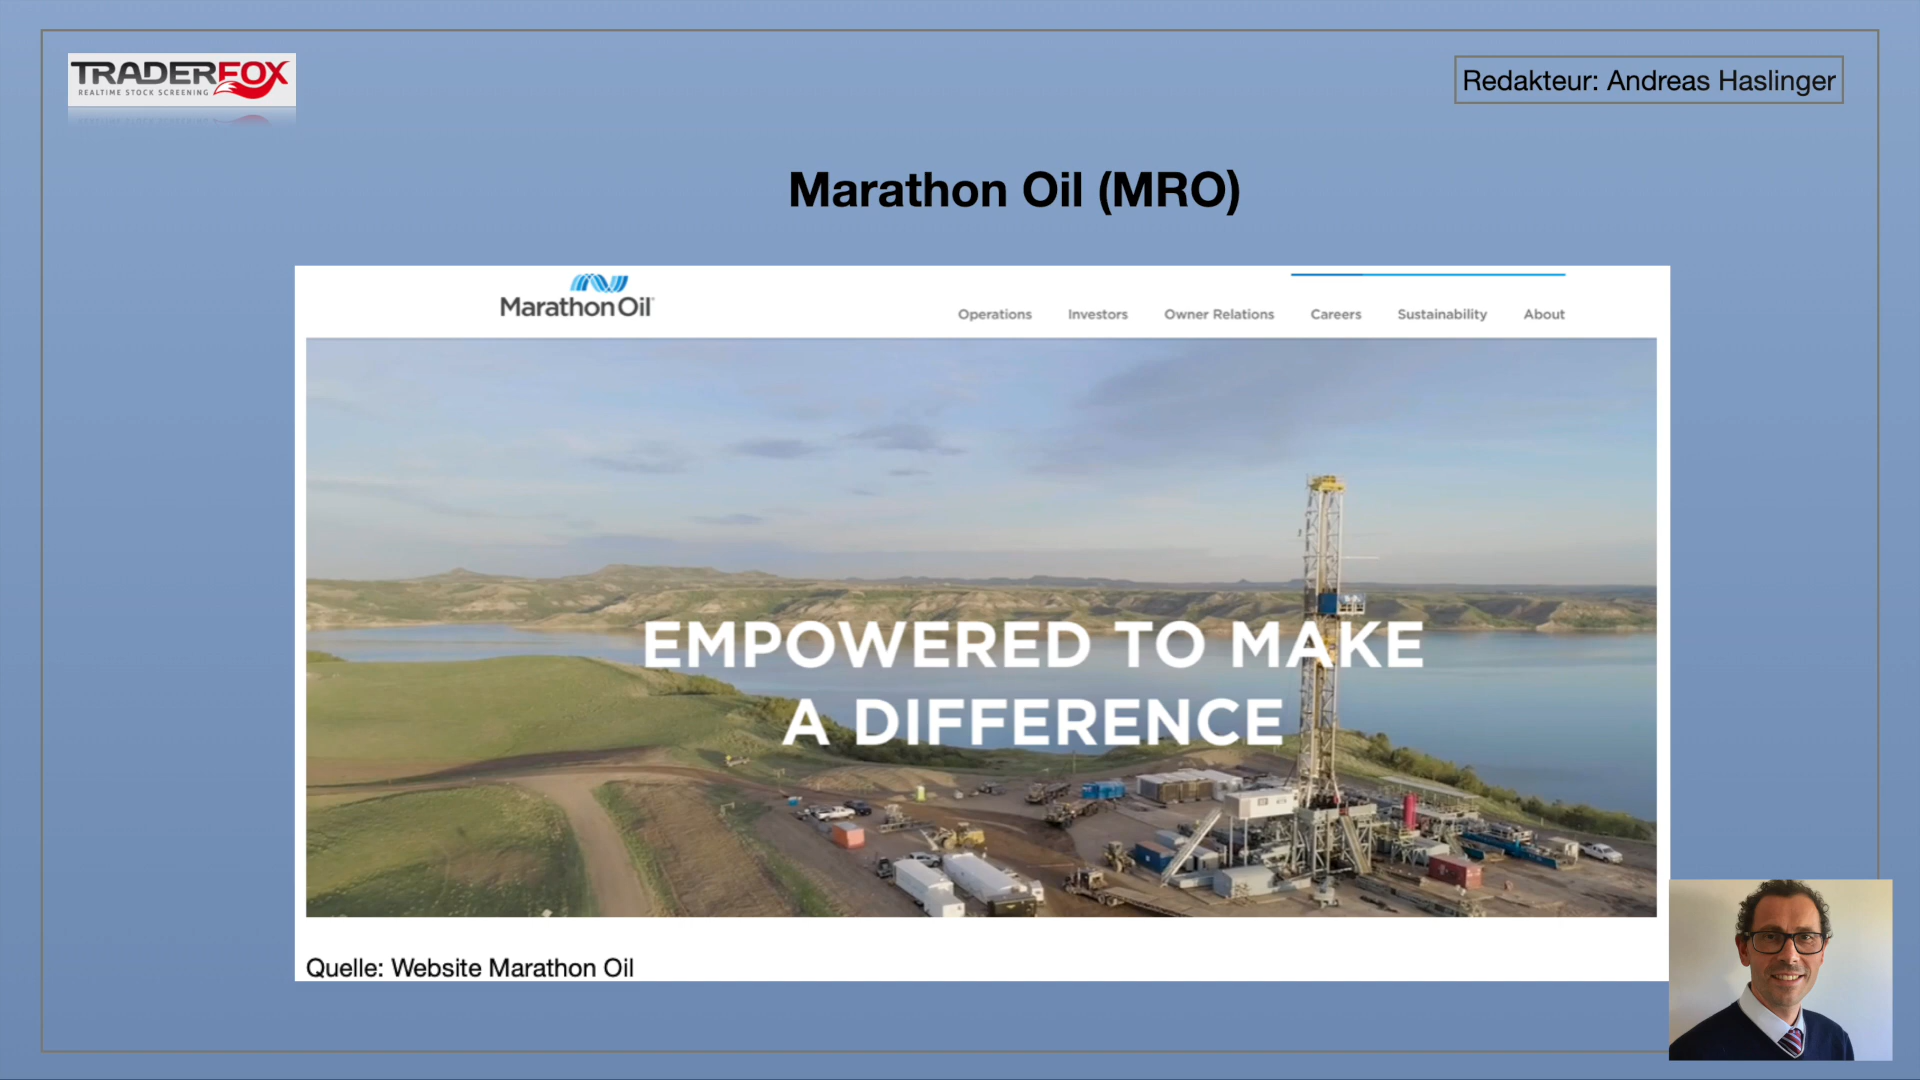 TRADERFOX
REALTIME STOCK SCREENING
Redakteur: Andreas Haslinger
Marathon Oil (MRO)
MarathonOil
Operations Investors Owner Relations Careers Sustainability About
EMPOWERED TO MAKE
A DIFFERENCE
Quelle: Website Marathon Oil